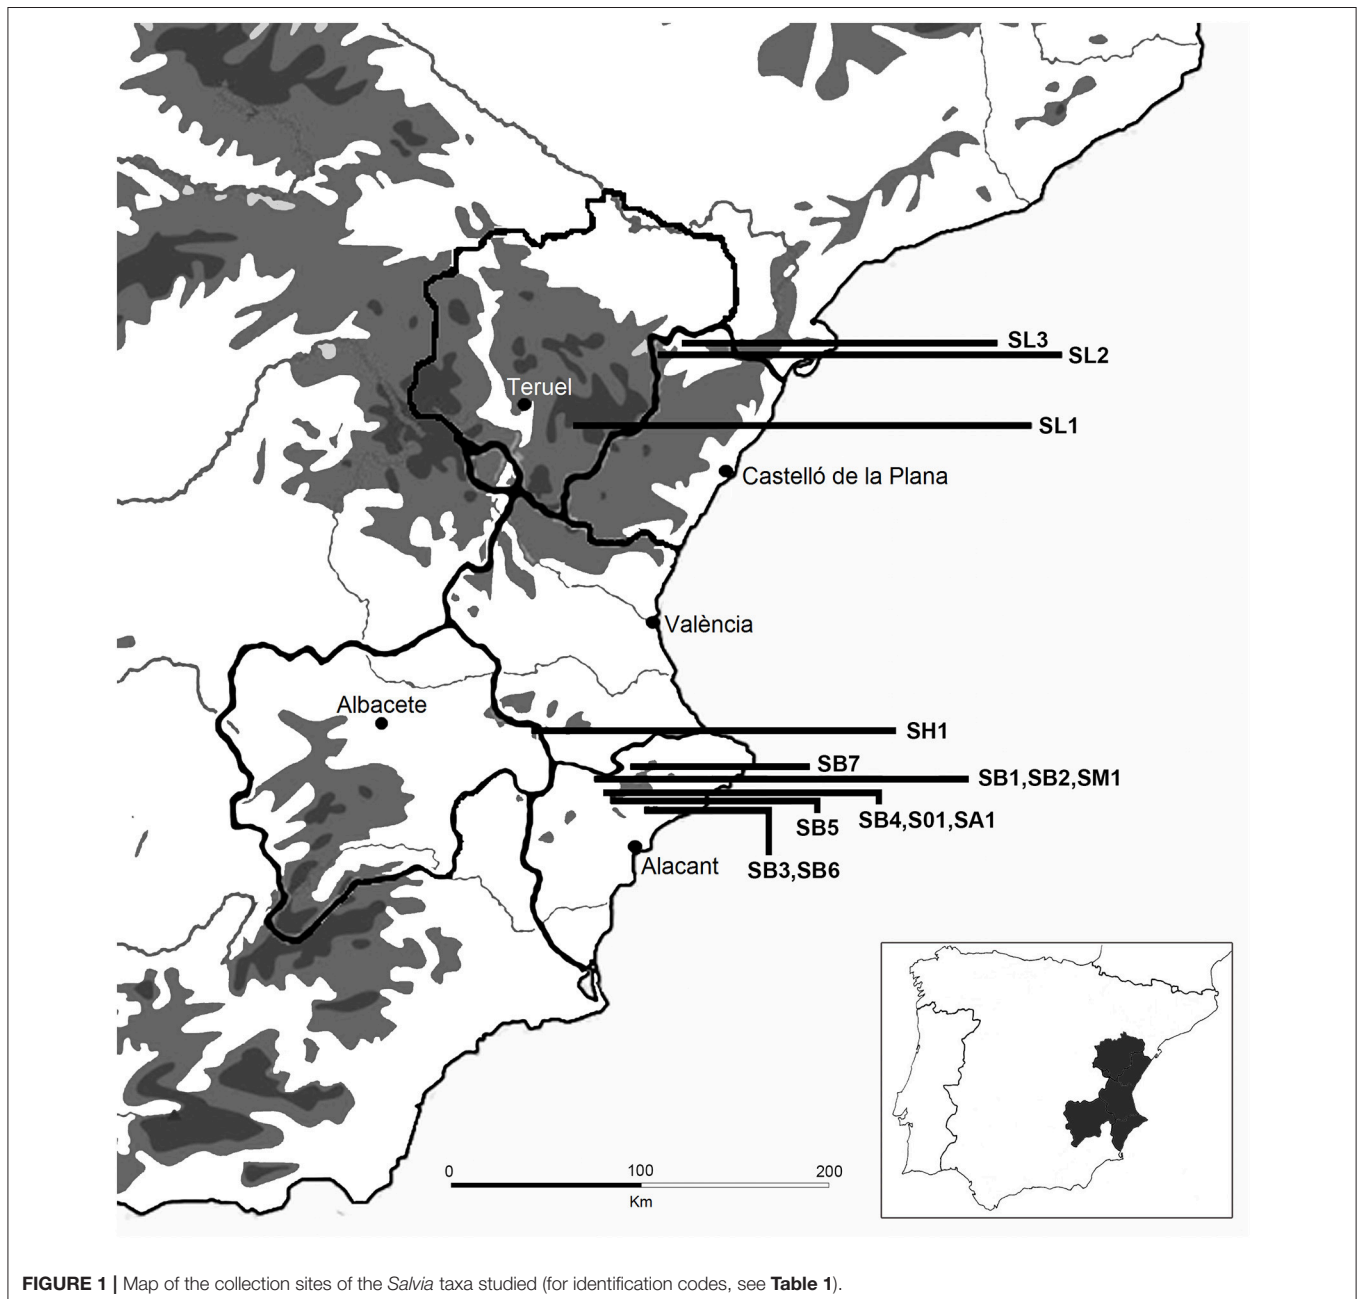 SL3
SL2
Teruel
SL1
Castelló de la Plana
València
Albacete
SH1
SB7
SB1,SB2,SM1
SB4,S01,SA1
SB5
Alacant
SB3,SB6
0 100 200
Km
FIGURE 1 | Map of the collection sites of the Salvia taxa studied (for identification codes, see Table 1).